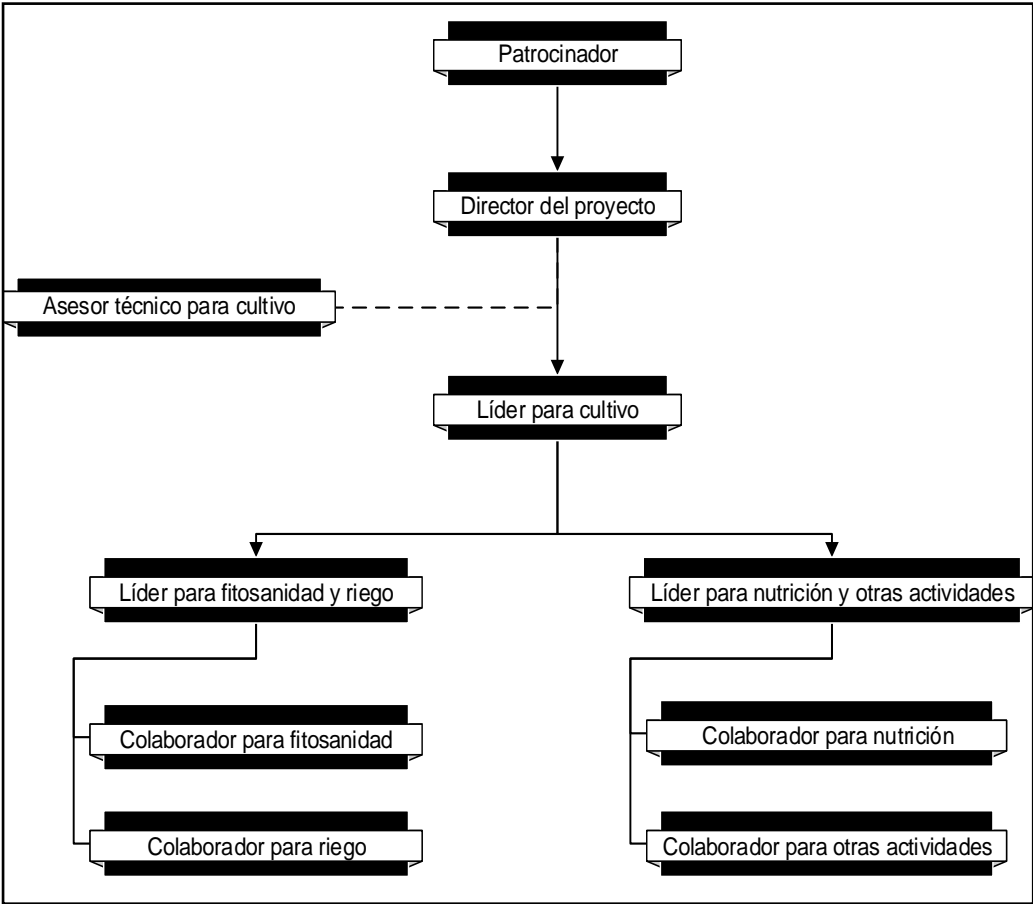 Patrocinador
Director del proyecto
Asesor técnico para cultivo
Líder para cultivo
Líder para fitosanidad y riego
Líder para nutrición y otras actividades
Colaborador para fitosanidad
Colaborador para nutrición
Colaborador para riego
Colaborador para otras actividades